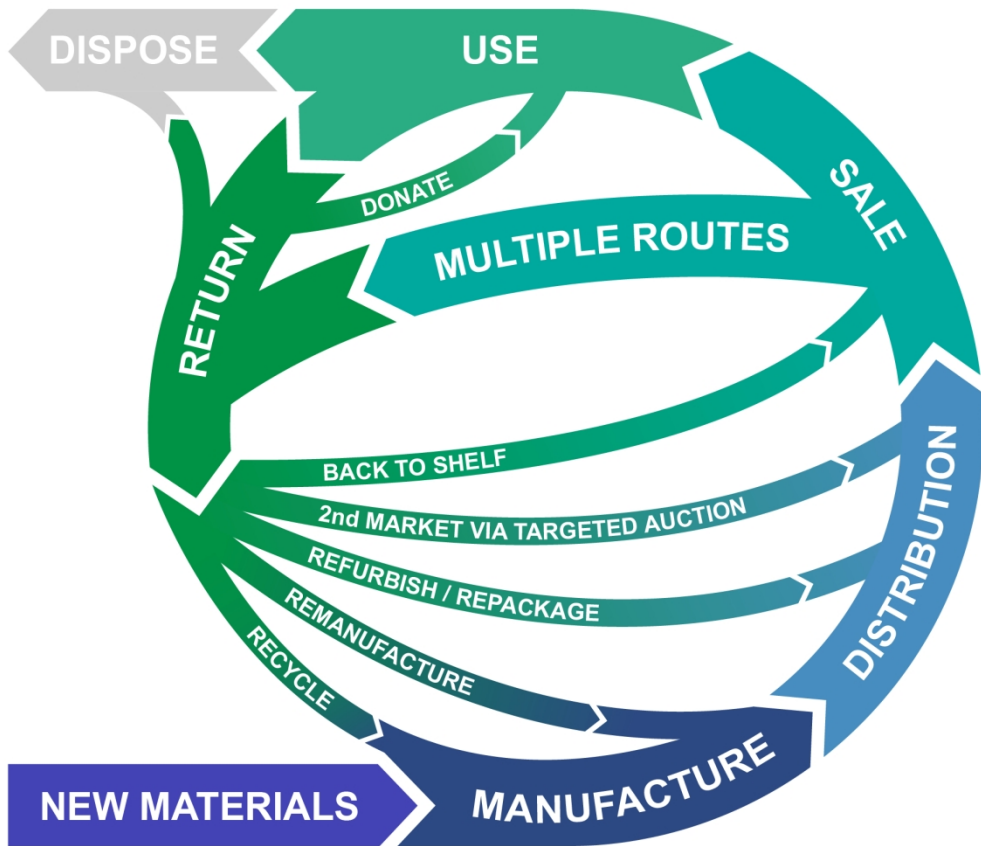 DISPOSE
USE
SALE
DONATE
MULTIPLE ROUTES
RETURN
BACK TO SHELF
2nd MARKET VIA TARGETED AUCTION
REFURBISH / REPACKAGE
REMANUFACTURE
RECYCLE
DISTRIBUTION
MANUFACTURE
NEW MATERIALS